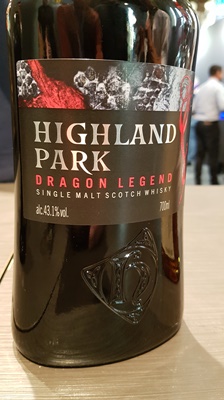 HIGHLAND
PARK
DRAGON LEGEND
SINGLE MALT SCOTCH WHISKY
alc.43.1%vol. 700ml